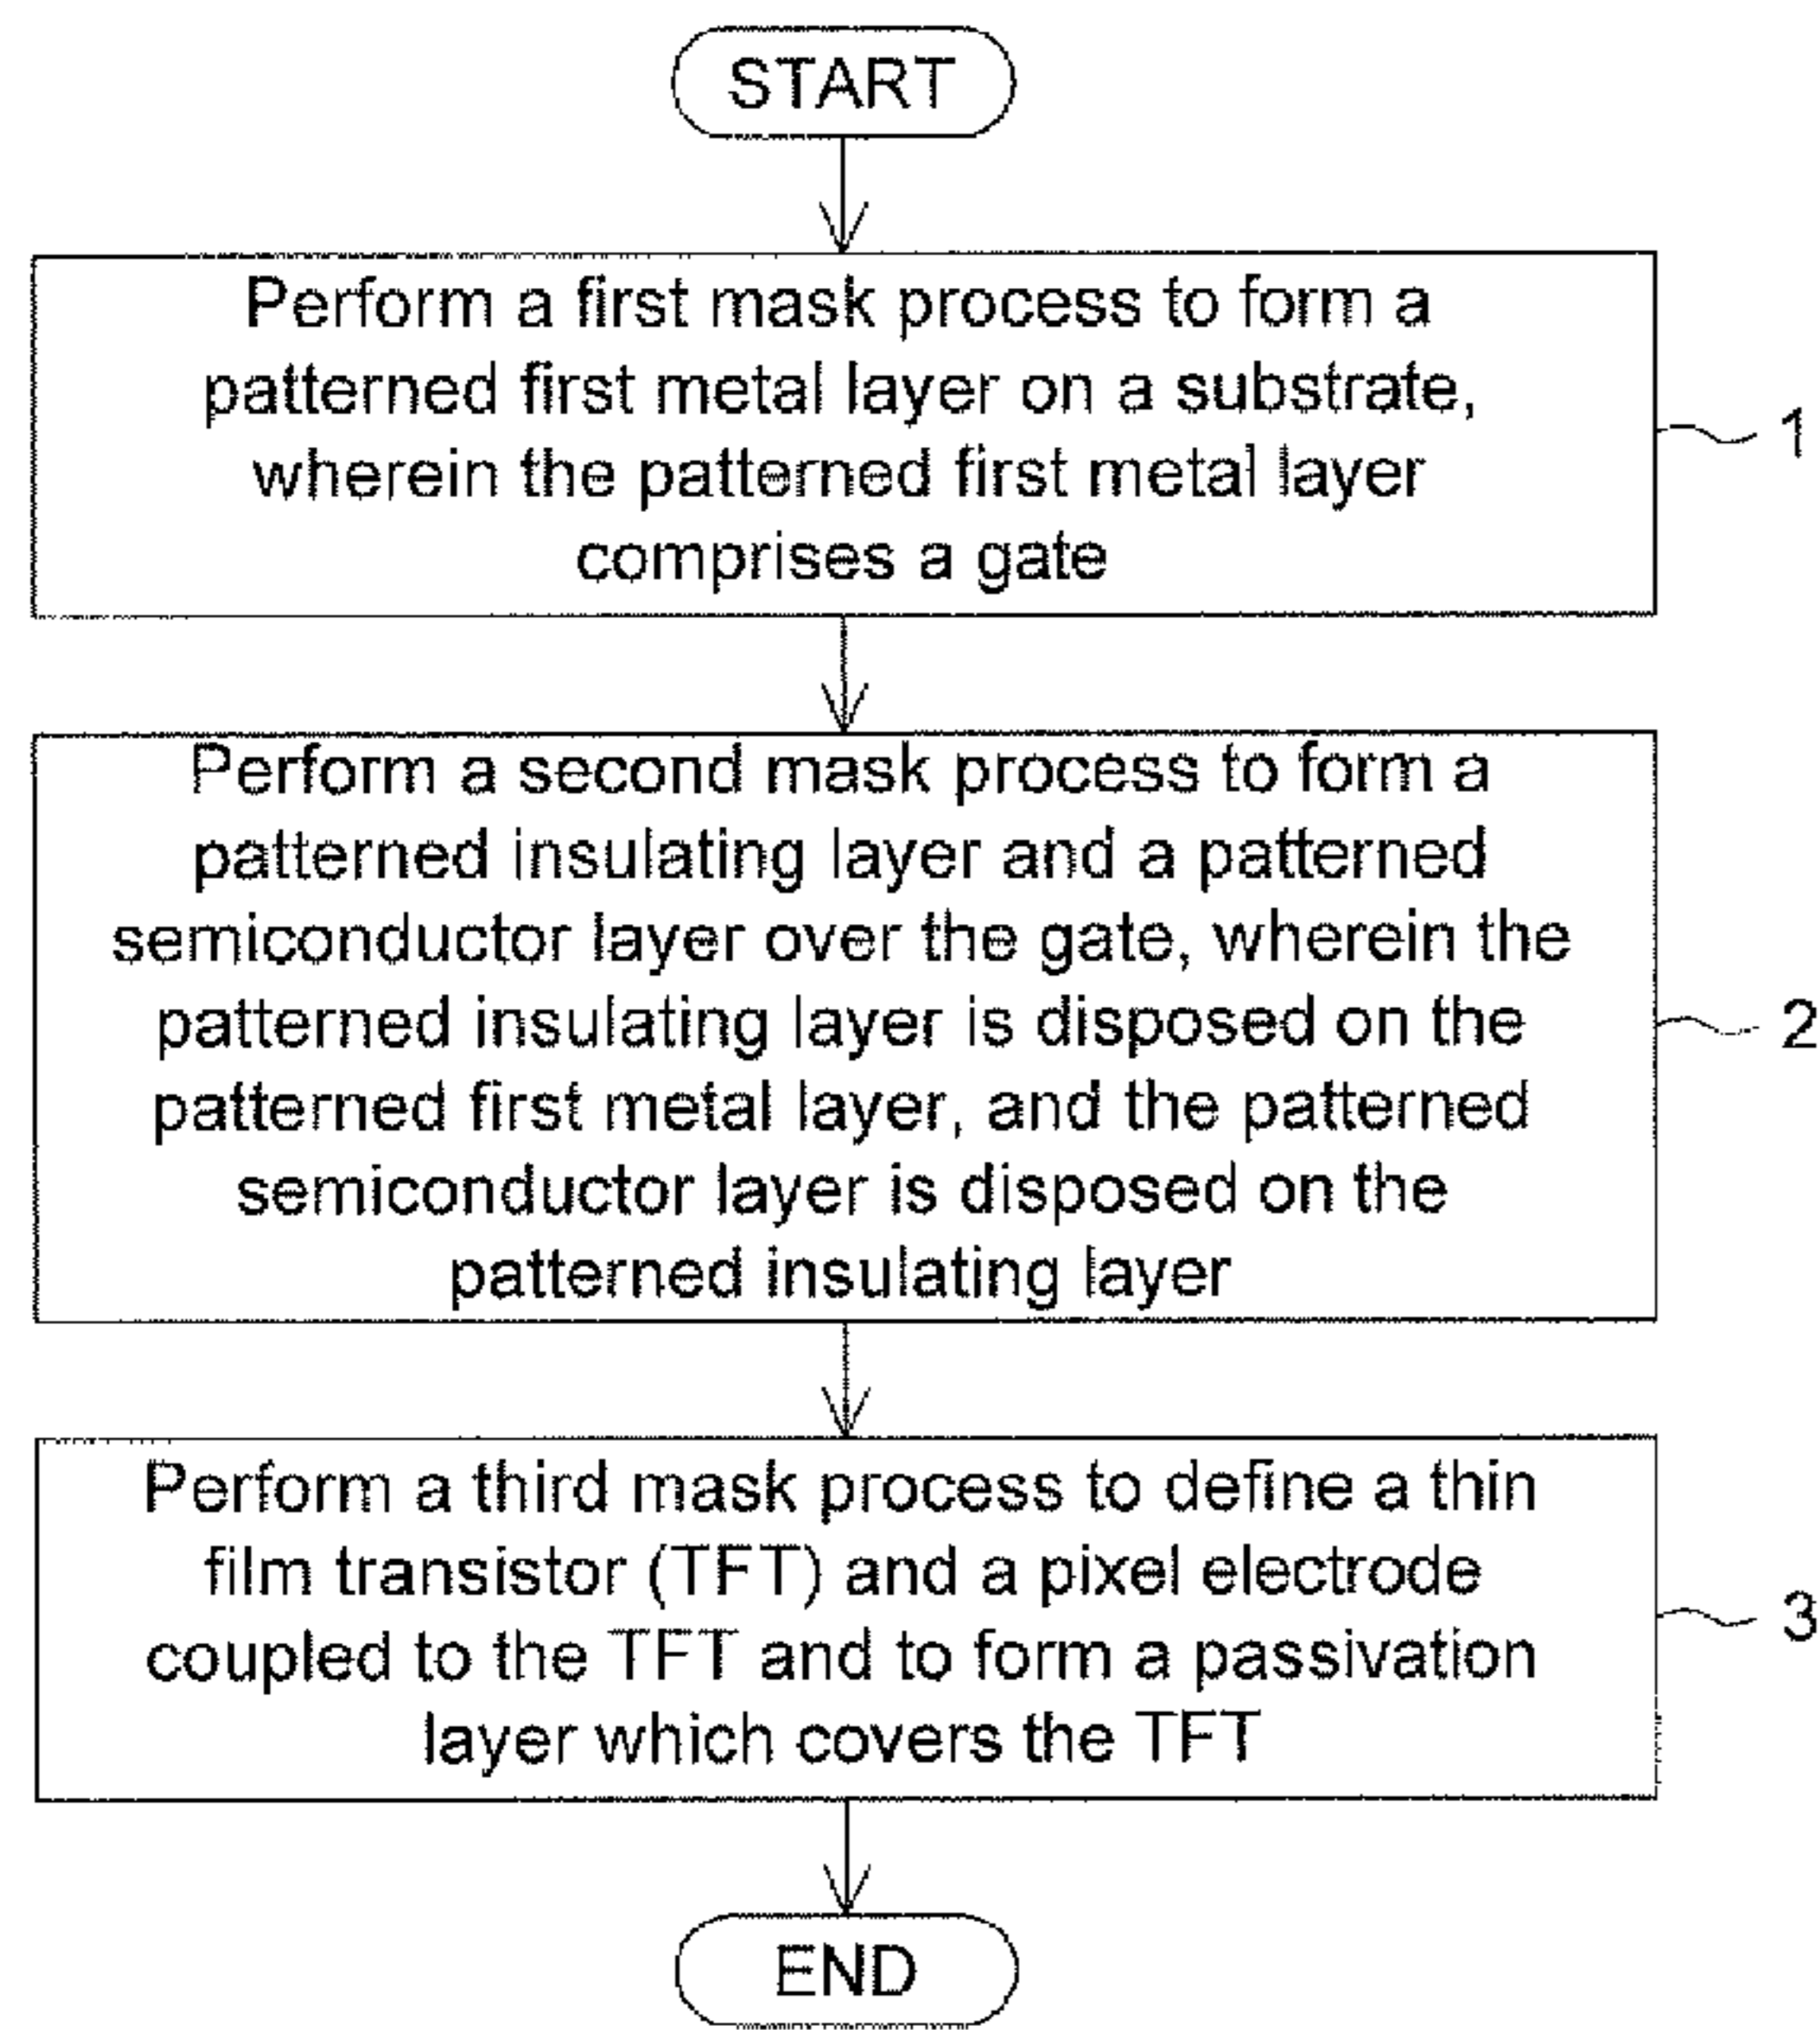 START
Perform a first mask process to form a
patterned first metal layer on a substrate,
wherein the patterned first metal layer
comprises a gate
1
Perform a second mask process to form a
patterned insulating layer and a patterned
semiconductor layer over the gate, wherein the
patterned insulating layer is disposed on the
patterned first metal layer, and the patterned
semiconductor layer is disposed on the
patterned insulating layer
2
Perform a third mask process to define a thin
film transistor (TFT) and a pixel electrode
coupled to the TFT and to form a passivation
layer which covers the TFT
3
END